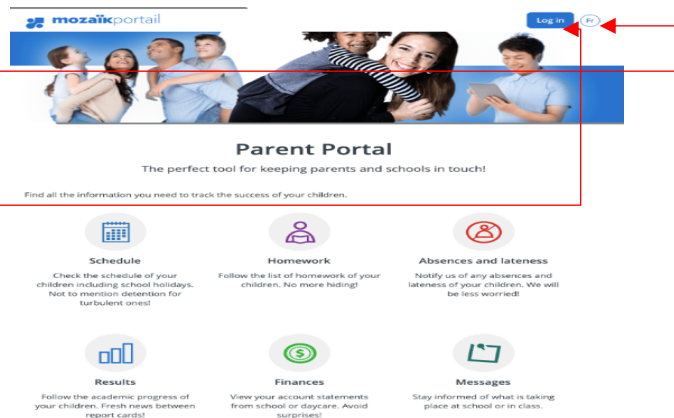 mozaïkportail
Log in
Fr
Parent Portal
The perfect tool for keeping parents and schools in touch!
Find all the information you need to track the success of your children.
Schedule
Check the schedule of your
children including school holidays.
Not to mention detention for
turbulent ones!
Homework
Follow the list of homework of your
children. No more hiding!
Absences and lateness
Notify us of any absences and
lateness of your children. We will
be less worried!
Results
Follow the academic progress of
your children. Fresh news between
report cards!
Finances
View your account statements
from school or daycare. Avoid
surprises!
Messages
Stay informed of what is taking
place at school or in class.